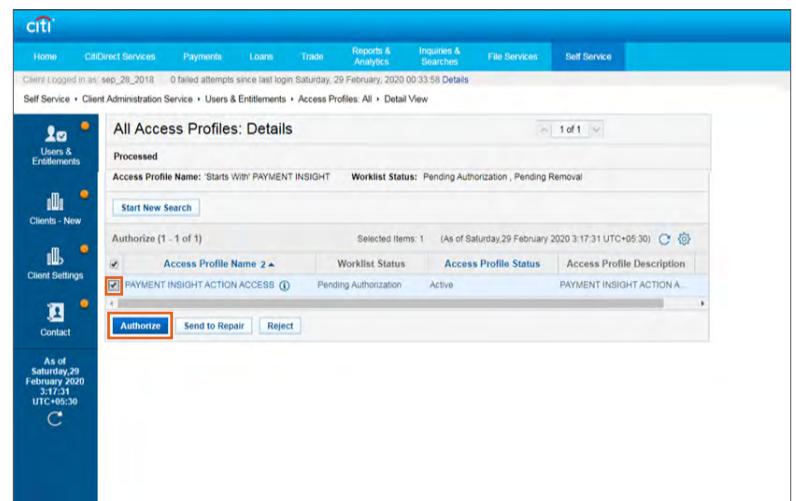 citi
Home CitiDirect Services Payments Loans Trade Reports & Analytics Inquiries & Searches File Services Self Service
Client Logged in as: sep_28_2018 0 failed attempts since last login Saturday, 29 February, 2020 00:33:58 Details
Self Service • Client Administration Service • Users & Entitlements • Access Profiles: All • Detail View
Users &
Entitlements
Clients - New
Client Settings
Contact
As of
Saturday,29
February 2020
3:17:31
UTC+05:30
All Access Profiles: Details
1 of 1
Processed
Access Profile Name: 'Starts With' PAYMENT INSIGHT Worklist Status: Pending Authorization , Pending Removal
Start New Search
Authorize (1 - 1 of 1) Selected Items: 1 (As of Saturday,29 February 2020 3:17:31 UTC+05:30)
Access Profile Name 2 Worklist Status Access Profile Status Access Profile Description
PAYMENT INSIGHT ACTION ACCESS Pending Authorization Active PAYMENT INSIGHT ACTION A...
Authorize Send to Repair Reject